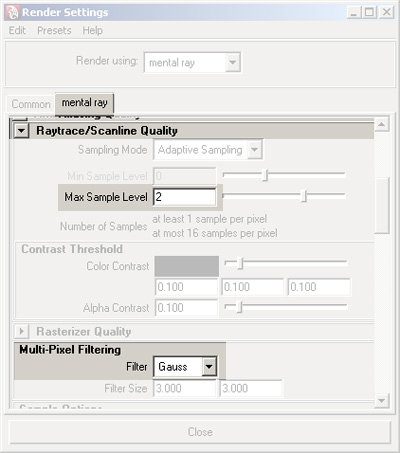 Render Settings
Edit Presets Help
Render using: mental ray
Common mental ray
Raytrace/Scanline Quality
Sampling Mode Adaptive Sampling
Min Sample Level 0
Max Sample Level 2
Number of Samples at least 1 sample per pixel
at most 16 samples per pixel
Contrast Threshold
Color Contrast
0.100 0.100 0.100
Alpha Contrast 0.100
Rasterizer Quality
Multi-Pixel Filtering
Filter Gauss
Filter Size 3.000 3.000
Sample Options
Close